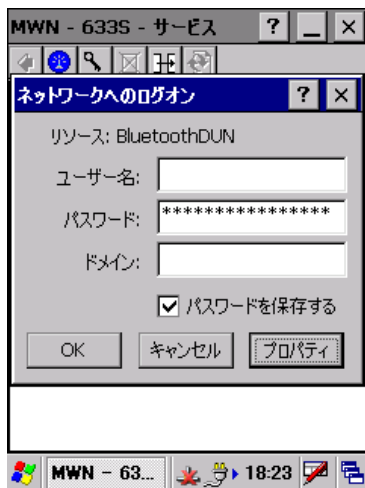 MWN - 633S - サービス ? _ ×
ネットワークへのログオン ? ×
リソース: BluetoothDUN
ユーザー名:
パスワード: ****************
ドメイン:
パスワードを保存する
OK キャンセル プロパティ
MWN - 63... 18:23